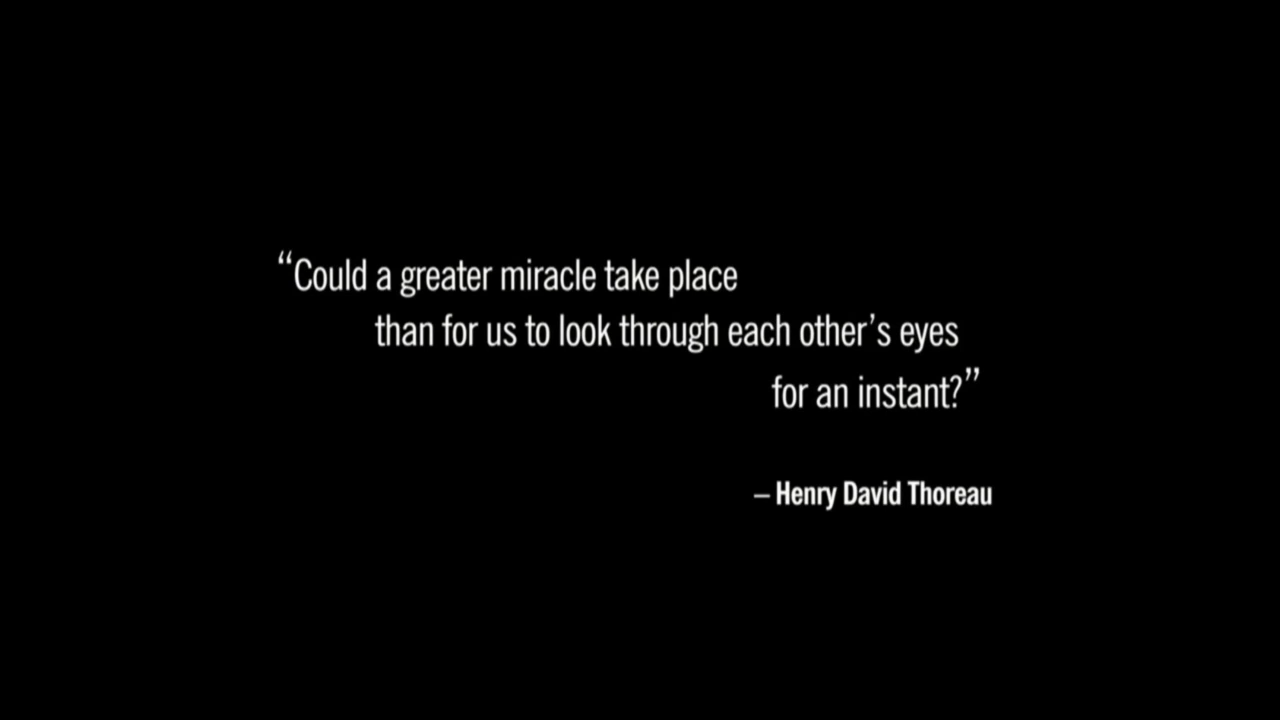 “Could a greater miracle take place
than for us to look through each other’s eyes
for an instant?”
– Henry David Thoreau